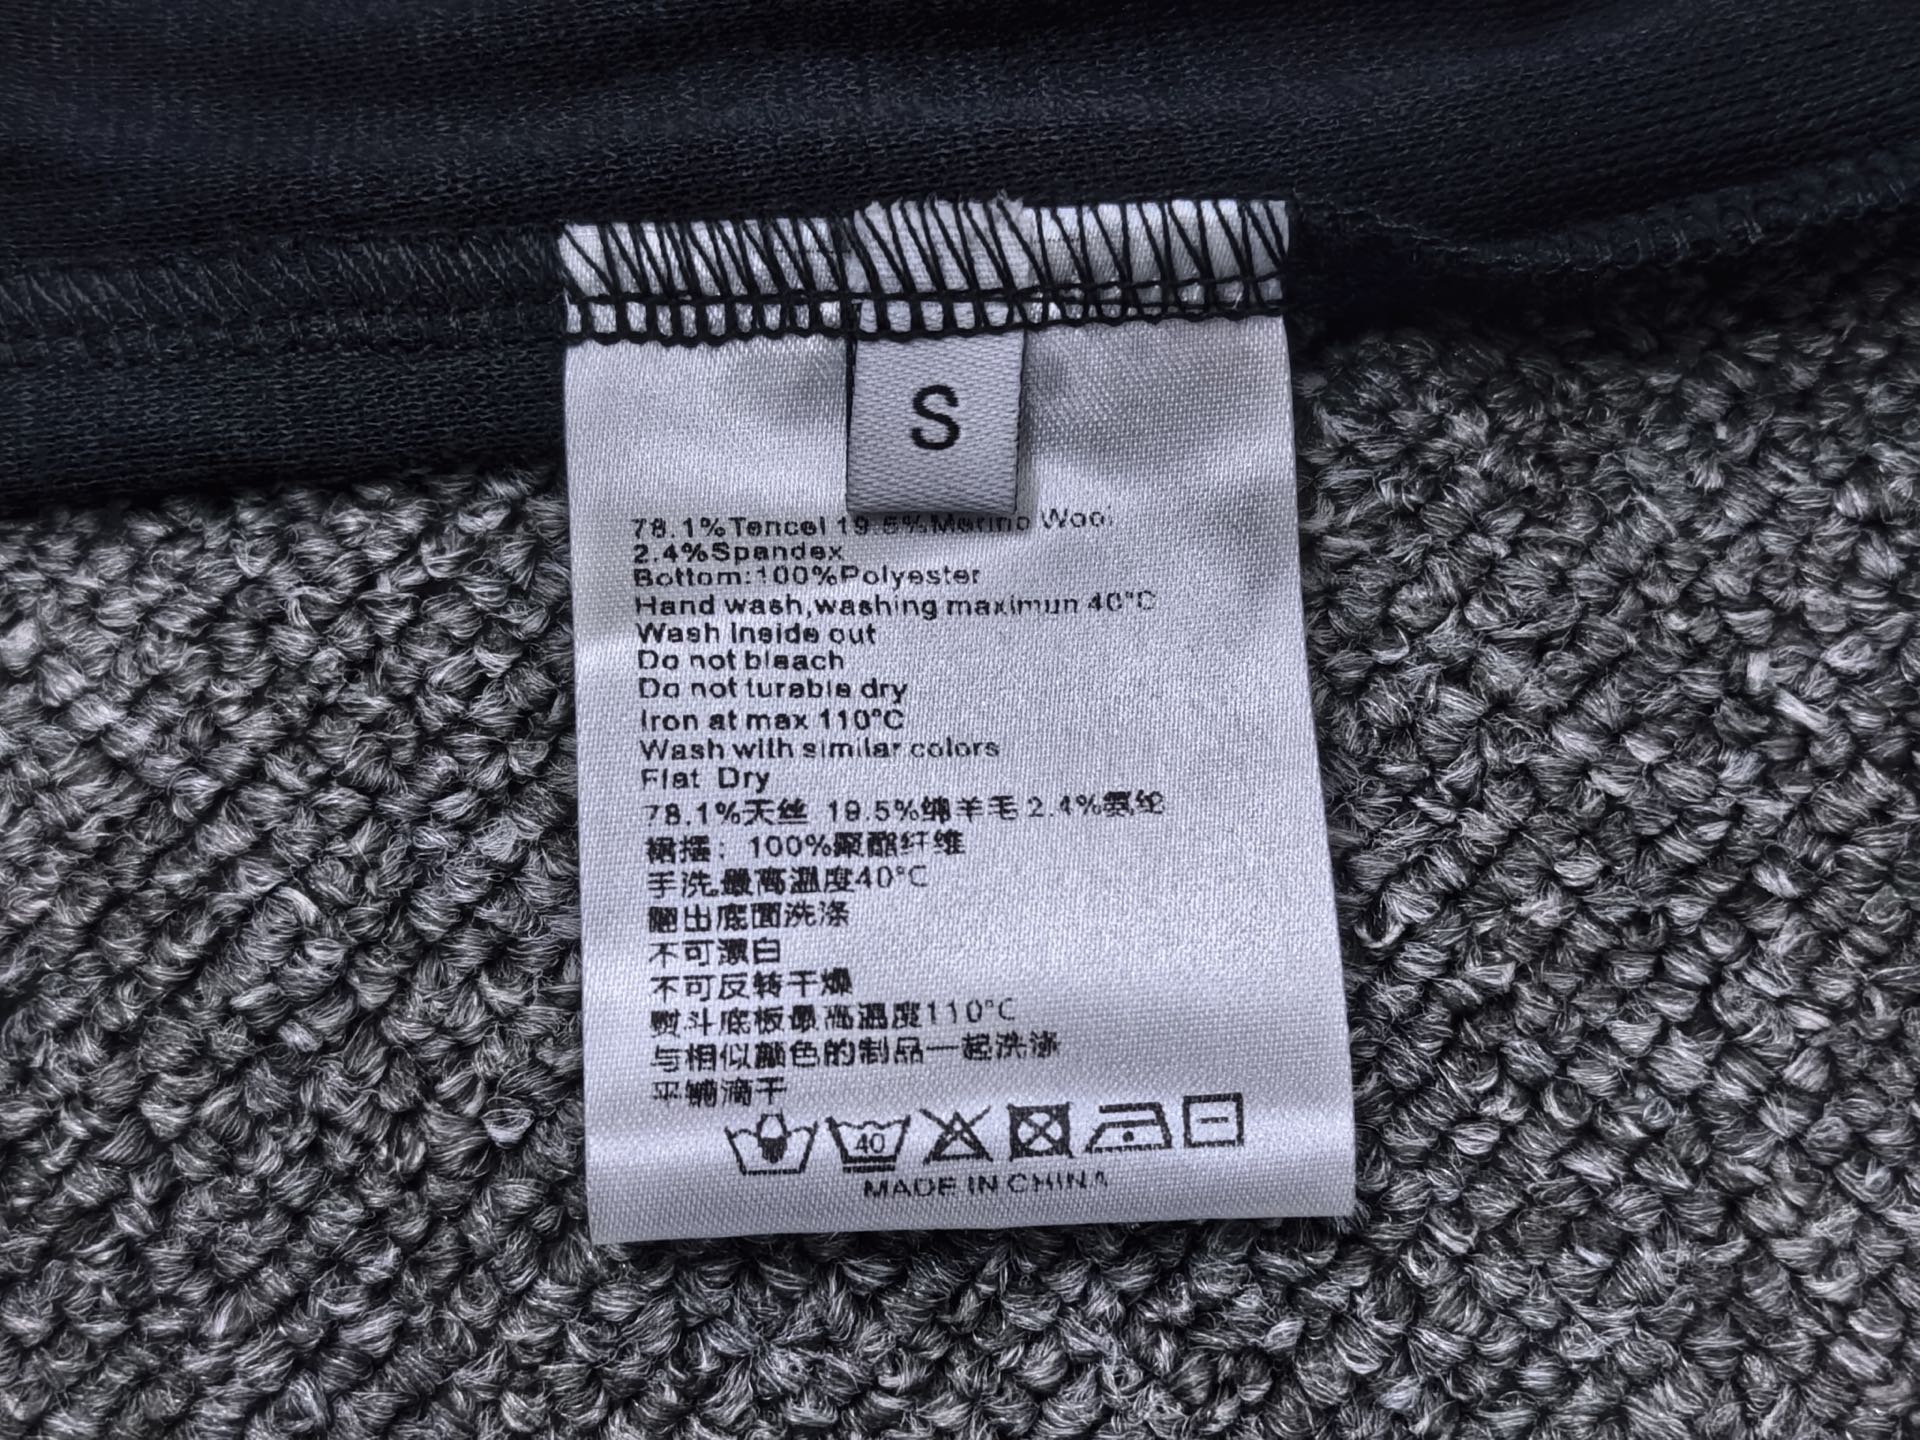 S
78.1%Tencel 19.5%Merino Wool
2.4%Spandex
Bottom:100%Polyester
Hand wash,washing maximun 40°C
Wash Inside out
Do not bleach
Do not turable dry
Iron at max 110°C
Wash with similar colors
Flat Dry
78.1%天丝 19.5%绵羊毛 2.4%氨纶
裙摆：100%聚酯纤维
手洗,最高温度40°C
翻出底面洗涤
不可漂白
不可反转干燥
熨斗底板最高温度110°C
与相似颜色的制品一起洗涤
平摊滴干
40
MADE IN CHINA